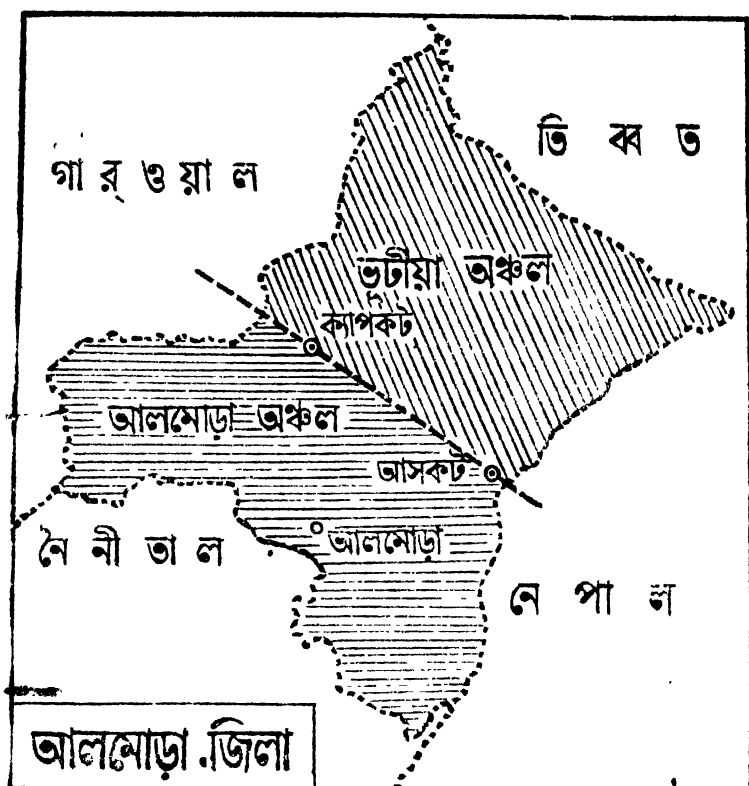 তি ব্ব ত
গা র্ ও য়া ল
ভূটীয়া অঞ্চল
ক্যাপকট
আলমোড়া অঞ্চল
আসকট
আলমোড়া
নৈ নী তা ল
নে পা ল
আলমোড়া জিলা